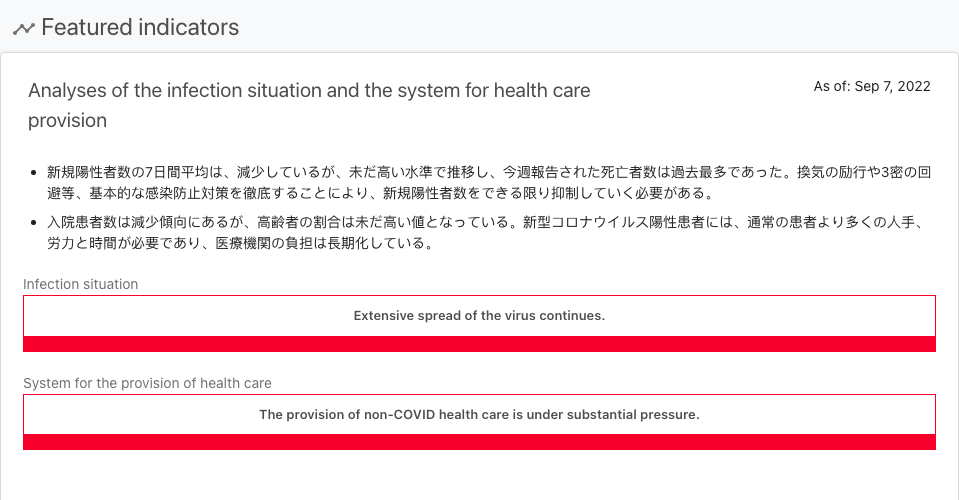 Featured indicators
Analyses of the infection situation and the system for health care
provision
As of: Sep 7, 2022
新規陽性者数の7日間平均は、減少しているが、未だ高い水準で推移し、今週報告された死亡者数は過去最多であった。換気の励行や3密の回
避等、基本的な感染防止対策を徹底することにより、新規陽性者数をできる限り抑制していく必要がある。
入院患者数は減少傾向にあるが、高齢者の割合は未だ高い値となっている。新型コロナウイルス陽性患者には、通常の患者より多くの人手、
労力と時間が必要であり、医療機関の負担は長期化している。
Infection situation
Extensive spread of the virus continues.
System for the provision of health care
The provision of non-COVID health care is under substantial pressure.